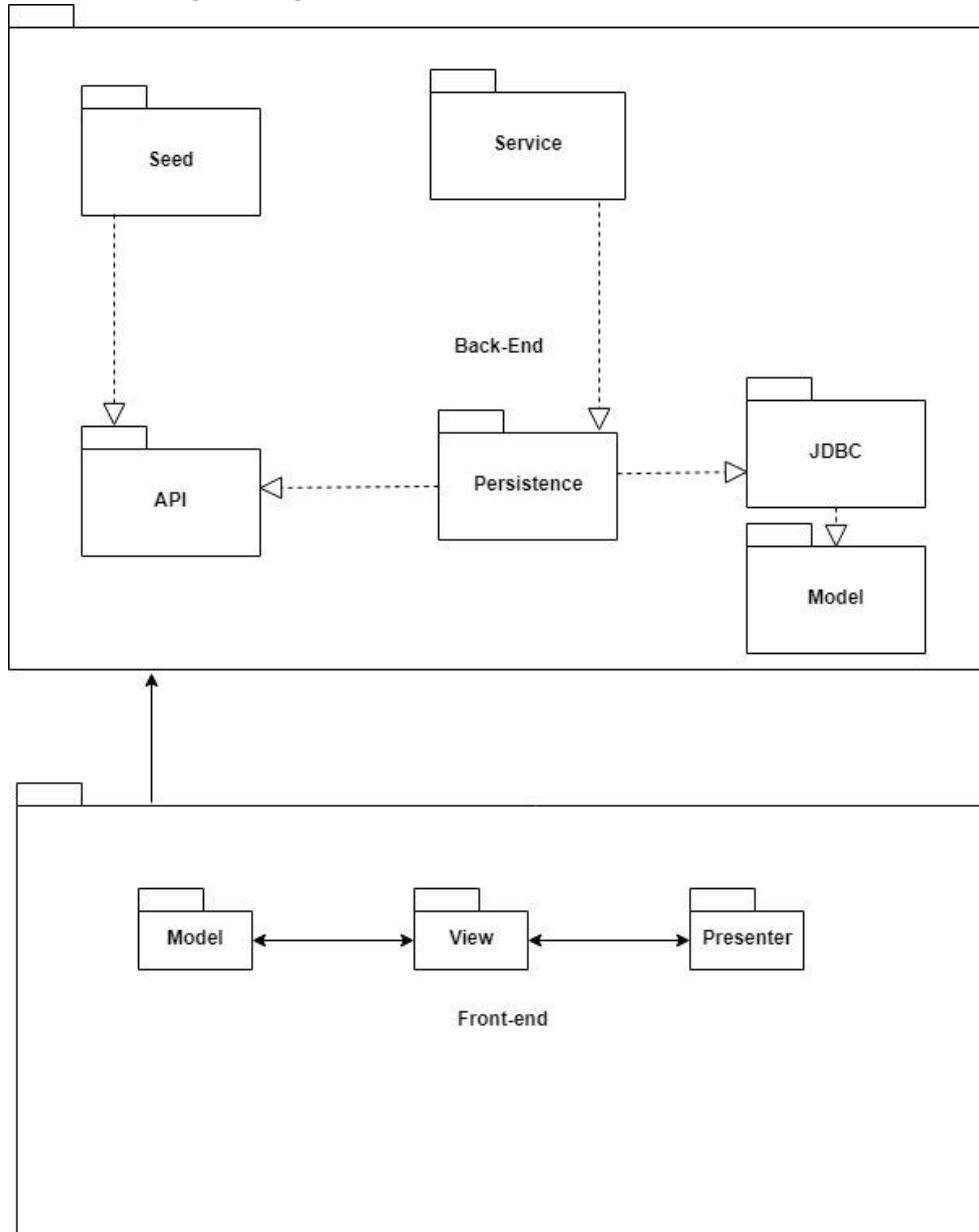 Seed
Service
Back-End
JDBC
API
Persistence
Model
Model
View
Presenter
Front-end